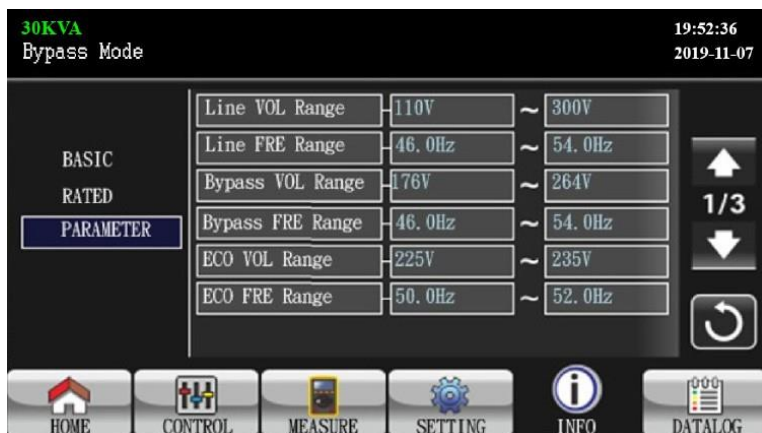 30KVA
Bypass Mode
19:52:36
2019-11-07
BASIC
RATED
PARAMETER
Line VOL Range 110V ~ 300V
Line FRE Range 46.0Hz ~ 54.0Hz
Bypass VOL Range 176V ~ 264V
Bypass FRE Range 46.0Hz ~ 54.0Hz
ECO VOL Range 225V ~ 235V
ECO FRE Range 50.0Hz ~ 52.0Hz
1/3
HOME CONTROL MEASURE SETTING INFO DATALOG